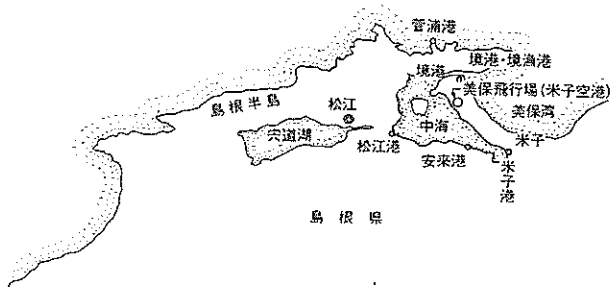 菅浦港
境港・境漁港
境港
美保飛行場(米子空港)
美保湾
島根半島
松江
宍道湖
中海
松江港
安来港
米子
米子港
島根県